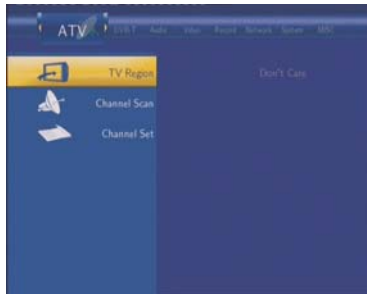 ATV DVB-T Audio Video Record Network System MISC
TV Region Don't Care
Channel Scan
Channel Set